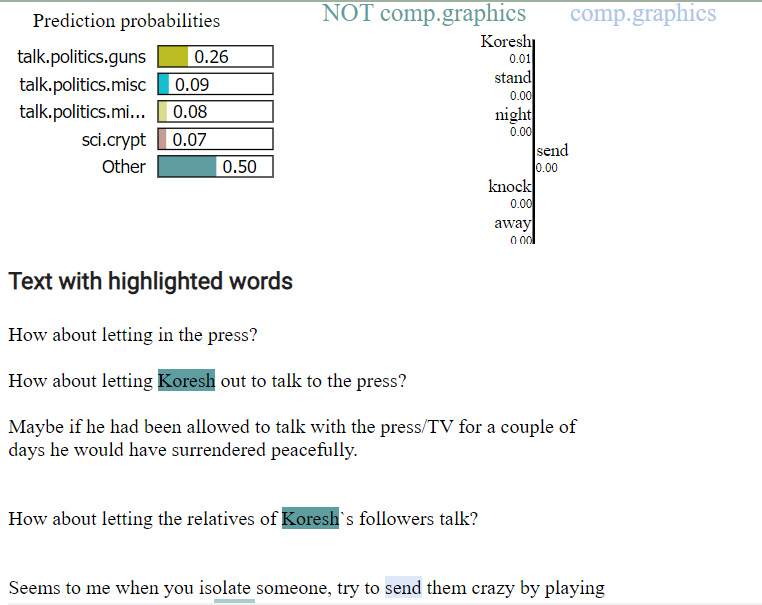 Prediction probabilities
talk.politics.guns 0.26
talk.politics.misc 0.09
talk.politics.mi... 0.08
sci.crypt 0.07
Other 0.50
NOT comp.graphics comp.graphics
Koresh
0.01
stand
0.00
night
0.00
send
0.00
knock
0.00
away
0.00
Text with highlighted words
How about letting in the press?
How about letting Koresh out to talk to the press?
Maybe if he had been allowed to talk with the press/TV for a couple of
days he would have surrendered peacefully.
How about letting the relatives of Koresh`s followers talk?
Seems to me when you isolate someone, try to send them crazy by playing